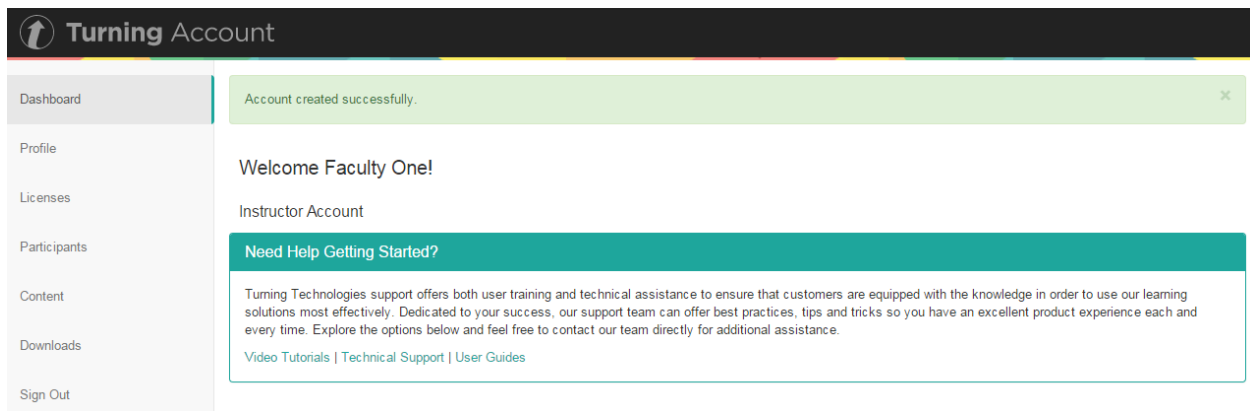 Turning Account
Dashboard
Profile
Licenses
Participants
Content
Downloads
Sign Out
Account created successfully.
×
Welcome Faculty One!
Instructor Account
Need Help Getting Started?
Turning Technologies support offers both user training and technical assistance to ensure that customers are equipped with the knowledge in order to use our learning
solutions most effectively. Dedicated to your success, our support team can offer best practices, tips and tricks so you have an excellent product experience each and
every time. Explore the options below and feel free to contact our team directly for additional assistance.
Video Tutorials | Technical Support | User Guides